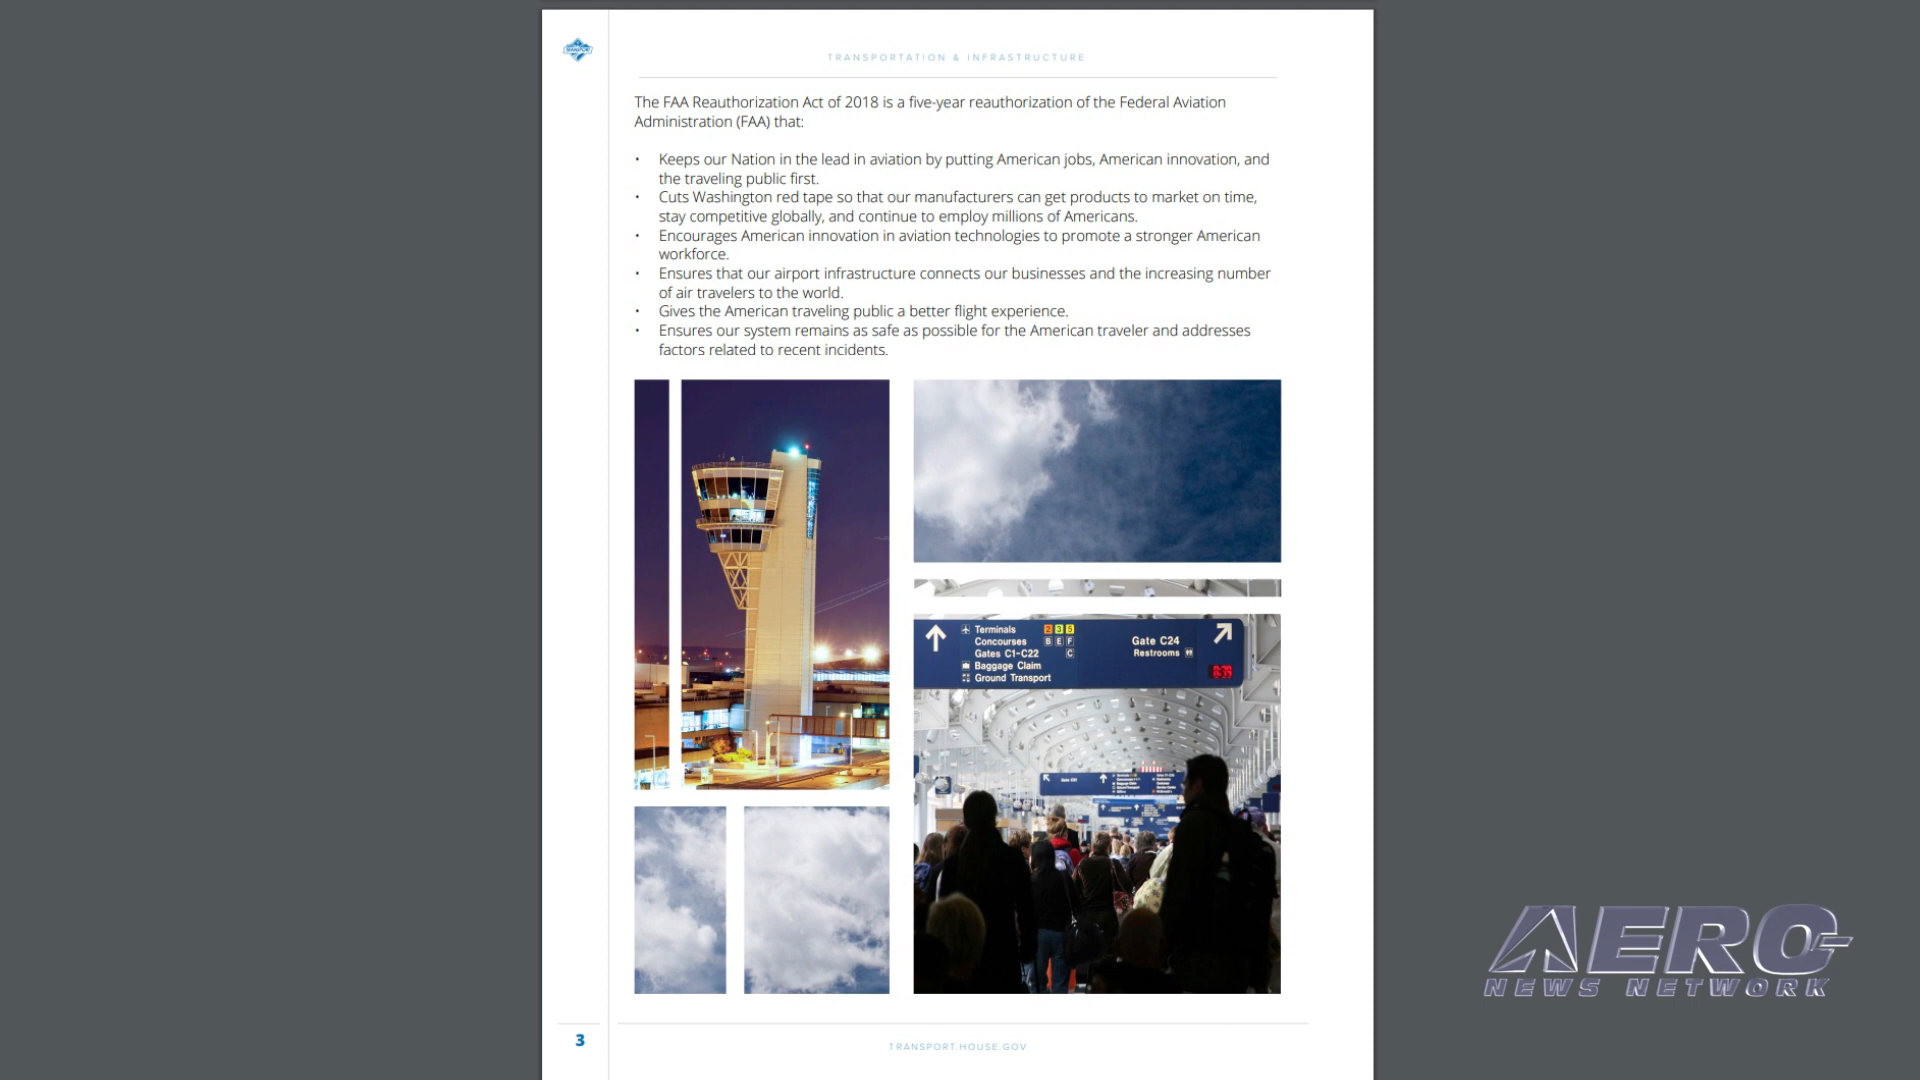 TRANSPORTATION & INFRASTRUCTURE
The FAA Reauthorization Act of 2018 is a five-year reauthorization of the Federal Aviation
Administration (FAA) that:
• Keeps our Nation in the lead in aviation by putting American jobs, American innovation, and
the traveling public first.
• Cuts Washington red tape so that our manufacturers can get products to market on time,
stay competitive globally, and continue to employ millions of Americans.
• Encourages American innovation in aviation technologies to promote a stronger American
workforce.
• Ensures that our airport infrastructure connects our businesses and the increasing number
of air travelers to the world.
• Gives the American traveling public a better flight experience.
• Ensures our system remains as safe as possible for the American traveler and addresses
factors related to recent incidents.
Terminals 2 3 5
Concourses B E F
Gates C1-C22 C
Baggage Claim
Ground Transport
Gate C24
Restrooms
3
TRANSPORT.HOUSE.GOV
AERO-
NEWS NETWORK